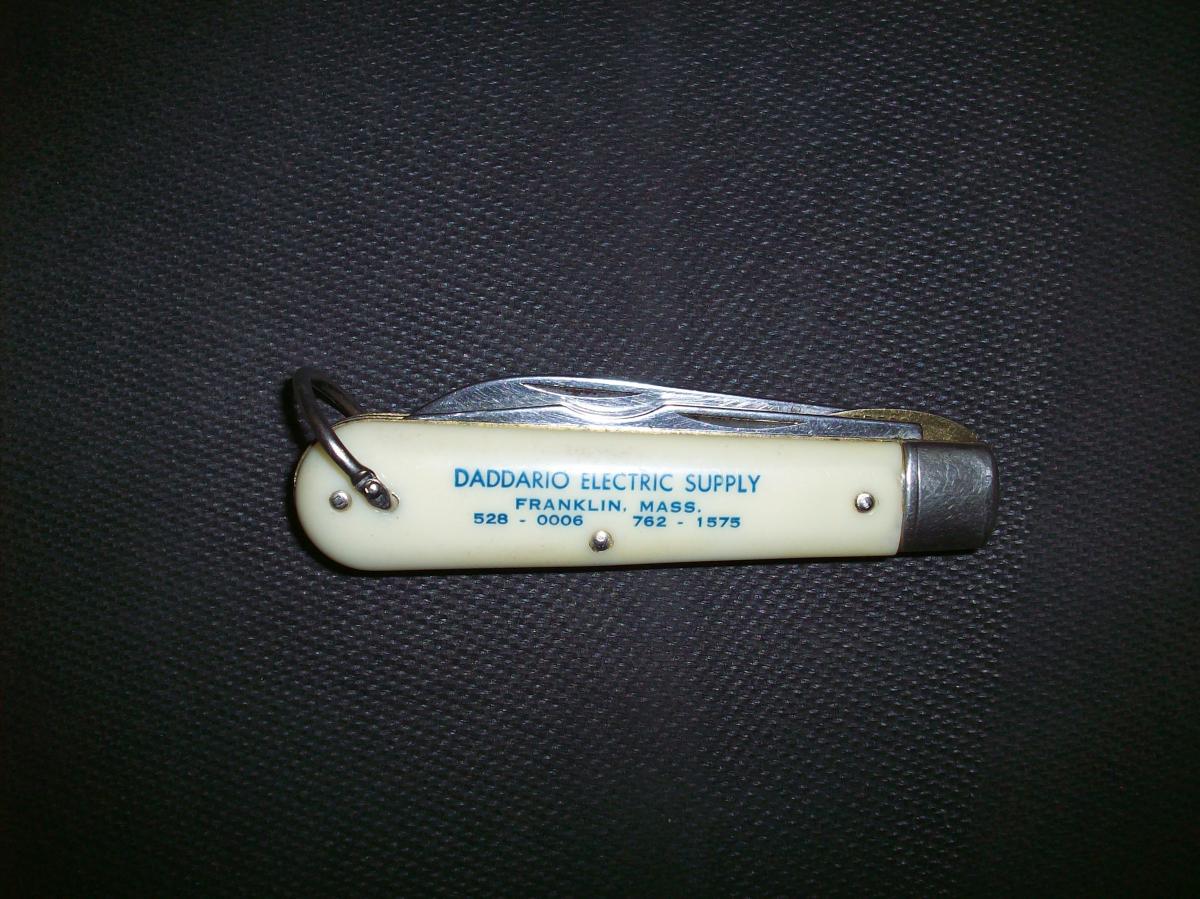 DADDARIO ELECTRIC SUPPLY
FRANKLIN, MASS.
528 - 0006 762 - 1575